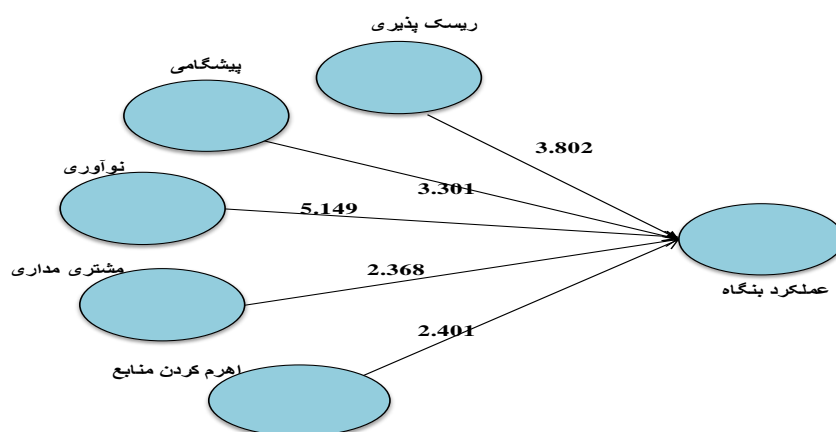 ریسک پذیری
پیشگامی
3.802
نوآوری
3.301
5.149
مشتری مداری
2.368
عملکرد بنگاه
2.401
اهرم کردن منابع